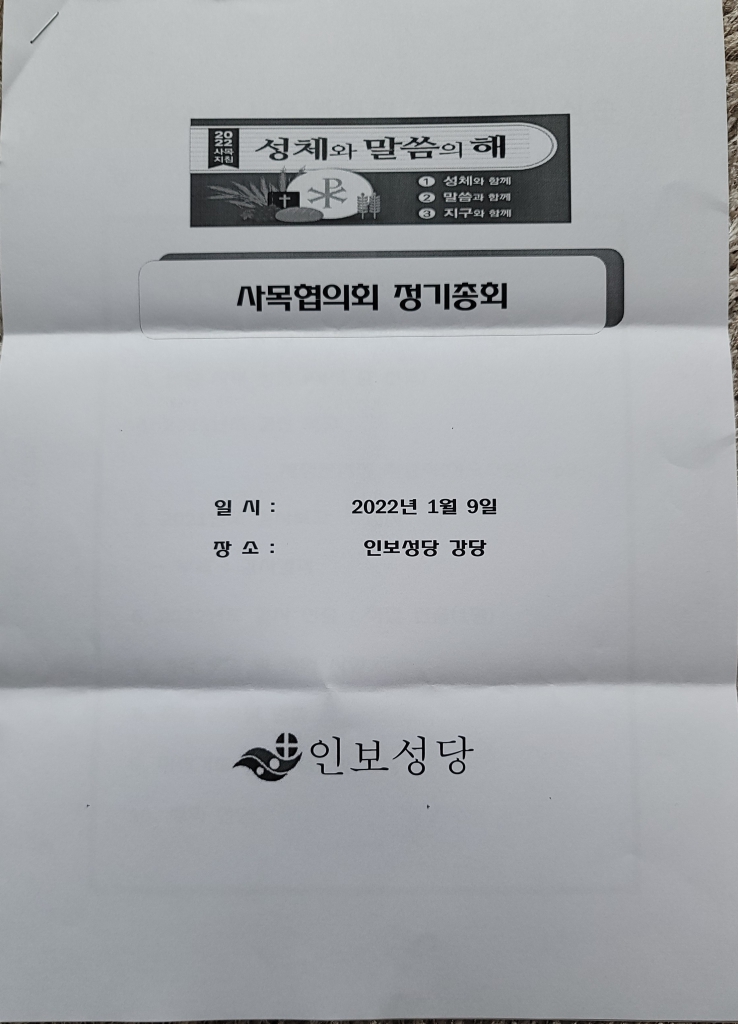 2022 사목지침
성체와 말씀의 해
1 성체와 함께
2 말씀과 함께
3 지구와 함께
사목협의회 정기총회
일 시 : 2022년 1월 9일
장 소 : 인보성당 강당
인보성당